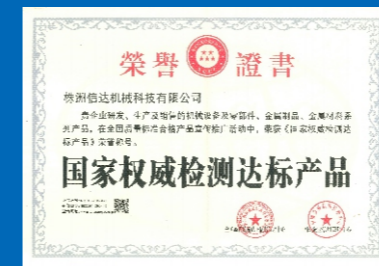 榮譽證書
株洲信达机械科技有限公司
贵企业研发、生产及销售的机械设备及零部件、金属制品、金属材料系
列产品，在全国质量标准合格产品宣传推广活动中，荣获《国家权威检测达
标产品》荣誉称号。
国家权威检测达标产品